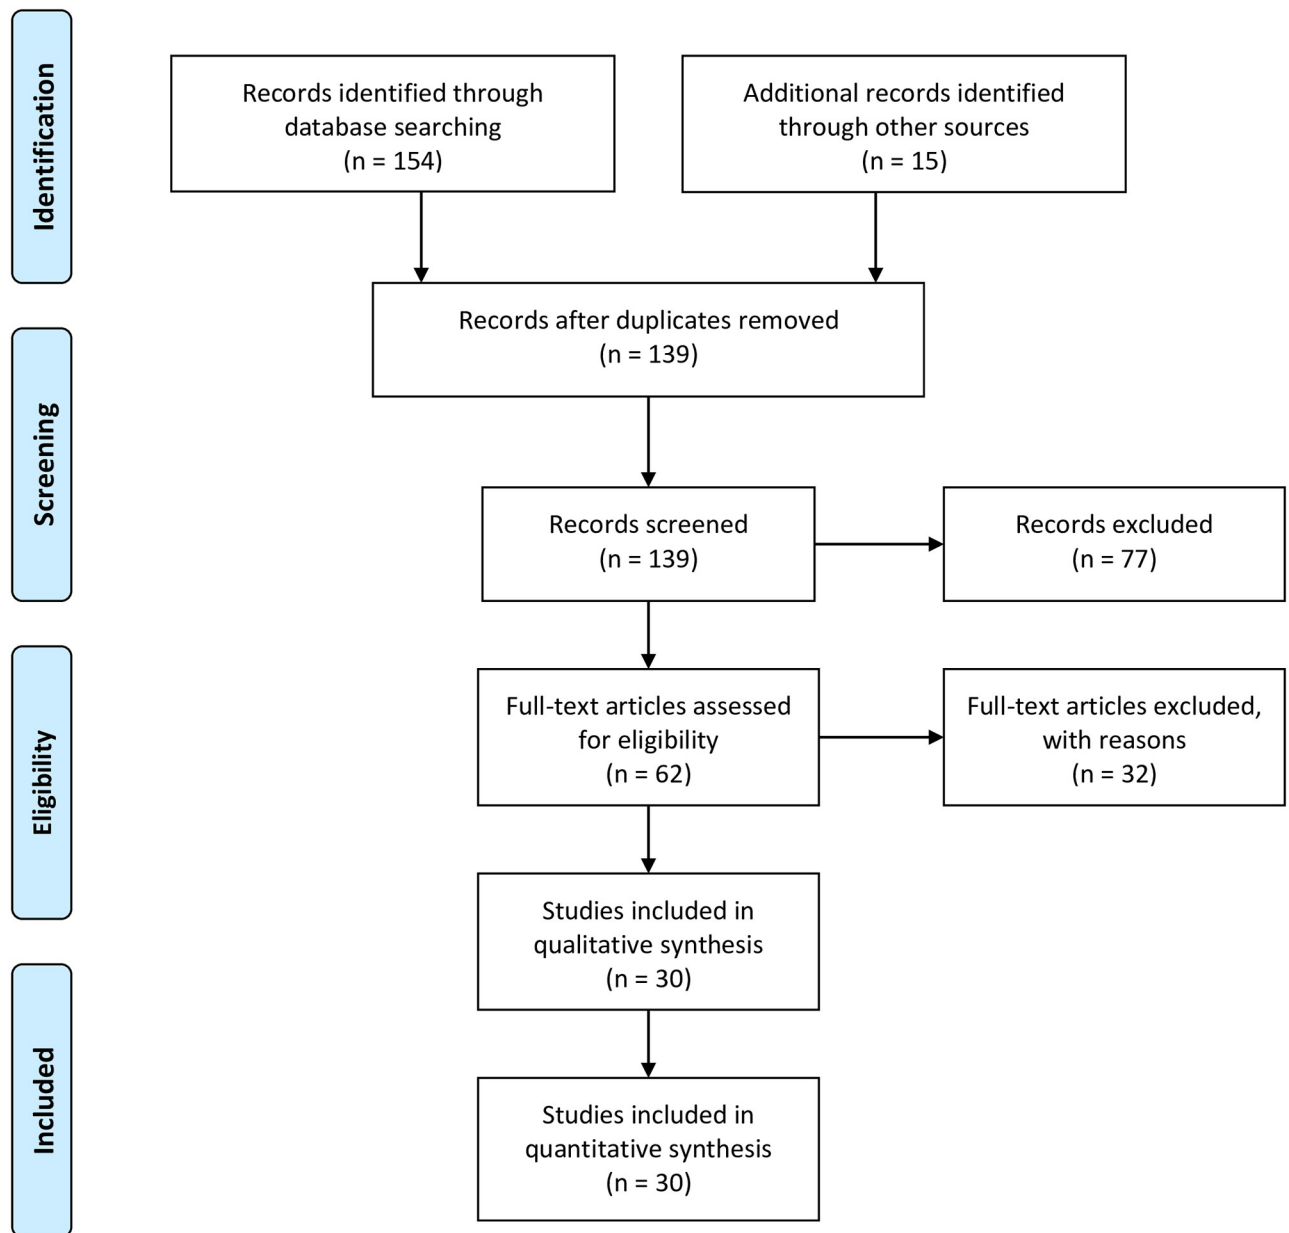 Identification
Records identified through
database searching
(n = 154)
Additional records identified
through other sources
(n = 15)
Records after duplicates removed
(n = 139)
Screening
Records screened
(n = 139)
Records excluded
(n = 77)
Eligibility
Full-text articles assessed
for eligibility
(n = 62)
Full-text articles excluded,
with reasons
(n = 32)
Studies included in
qualitative synthesis
(n = 30)
Included
Studies included in
quantitative synthesis
(n = 30)